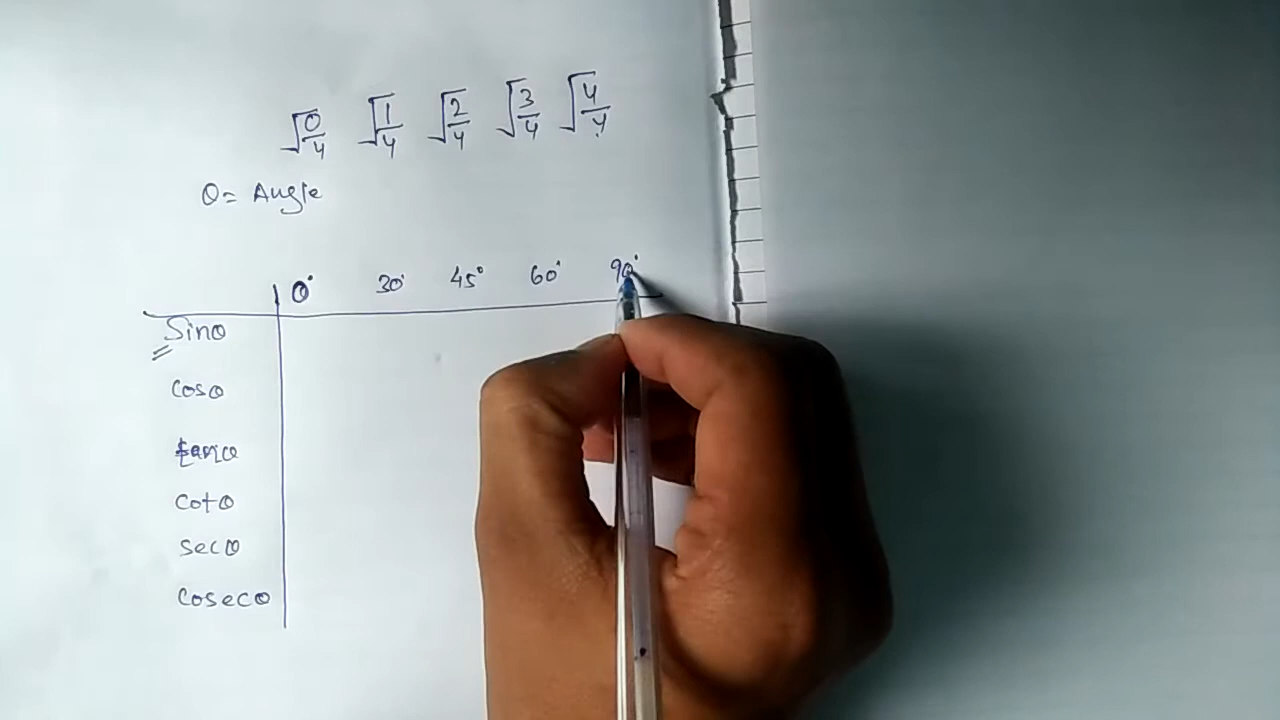 √0/4 √1/4 √2/4 √3/4 √4/4
θ= Angle
0° 30° 45° 60° 90°
Sinθ
cosθ
tanθ
cotθ
secθ
cosecθ